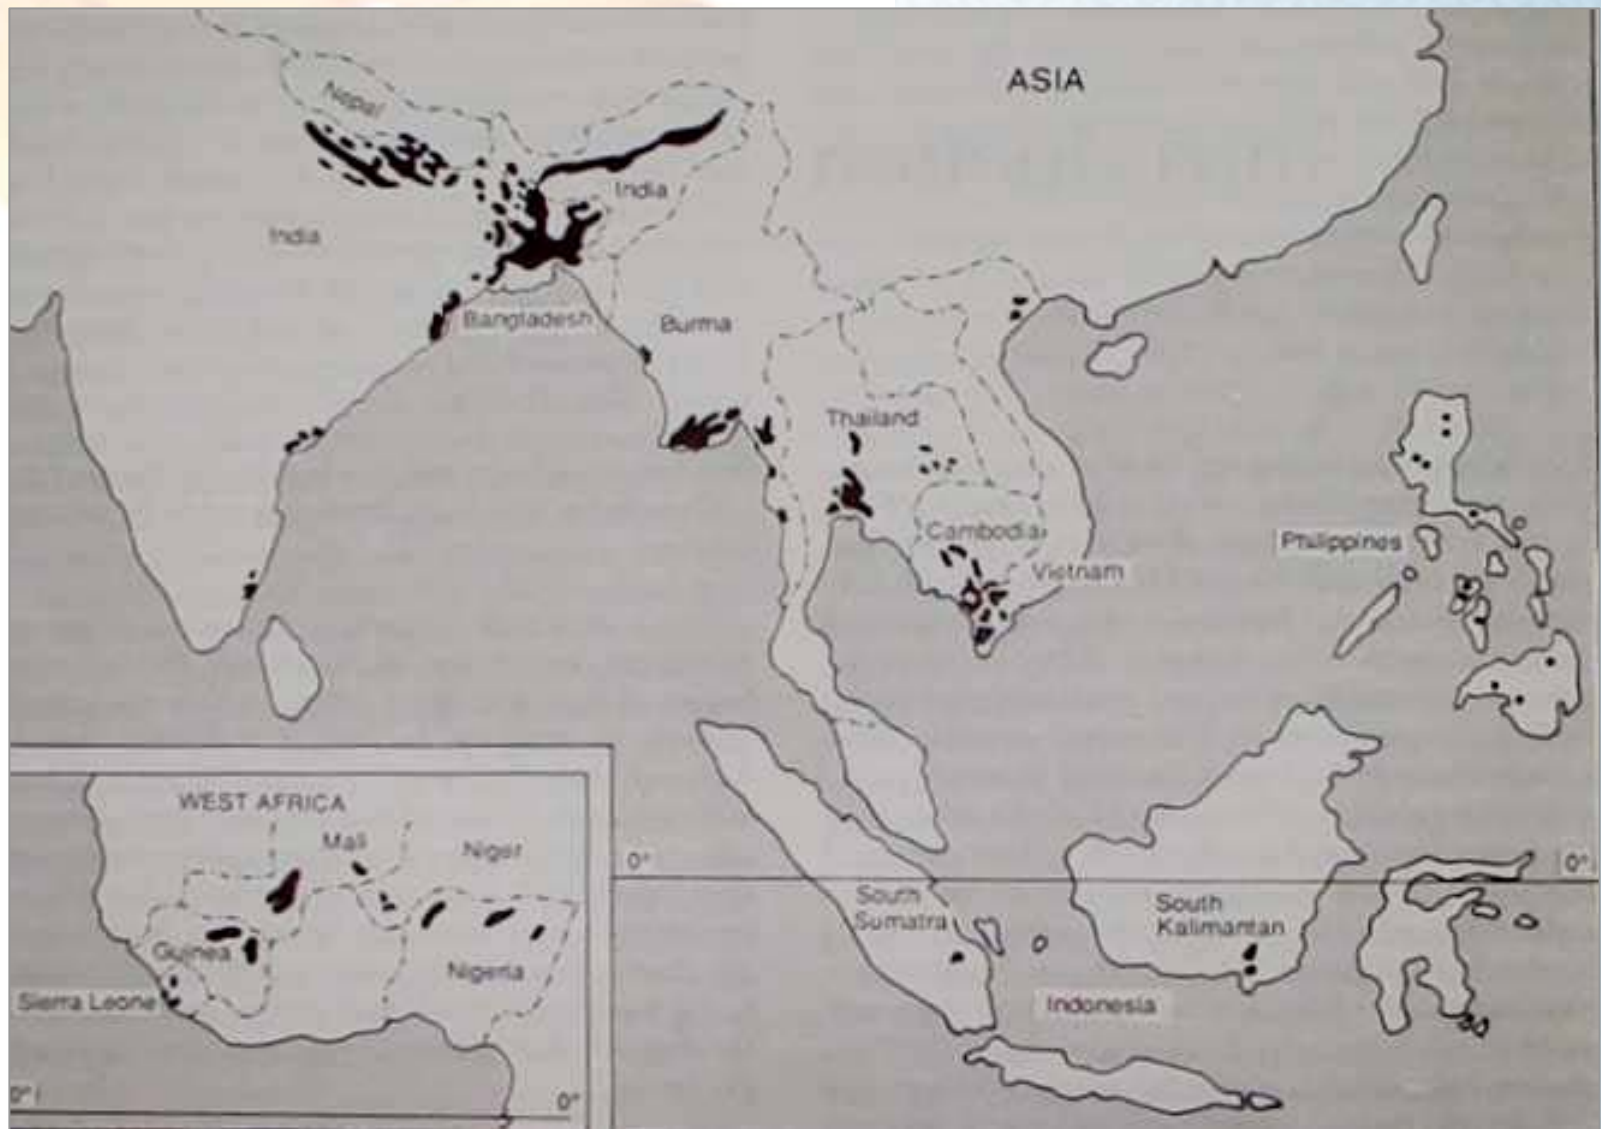 ASIA
Nepal
India
India
Bangladesh
Burma
Thailand
Cambodia
Vietnam
Philippines
WEST AFRICA
Mali
Niger
Guinea
Nigeria
Sierra Leone
0°
0°
0°
0°
South
Sumatra
South
Kalimantan
Indonesia